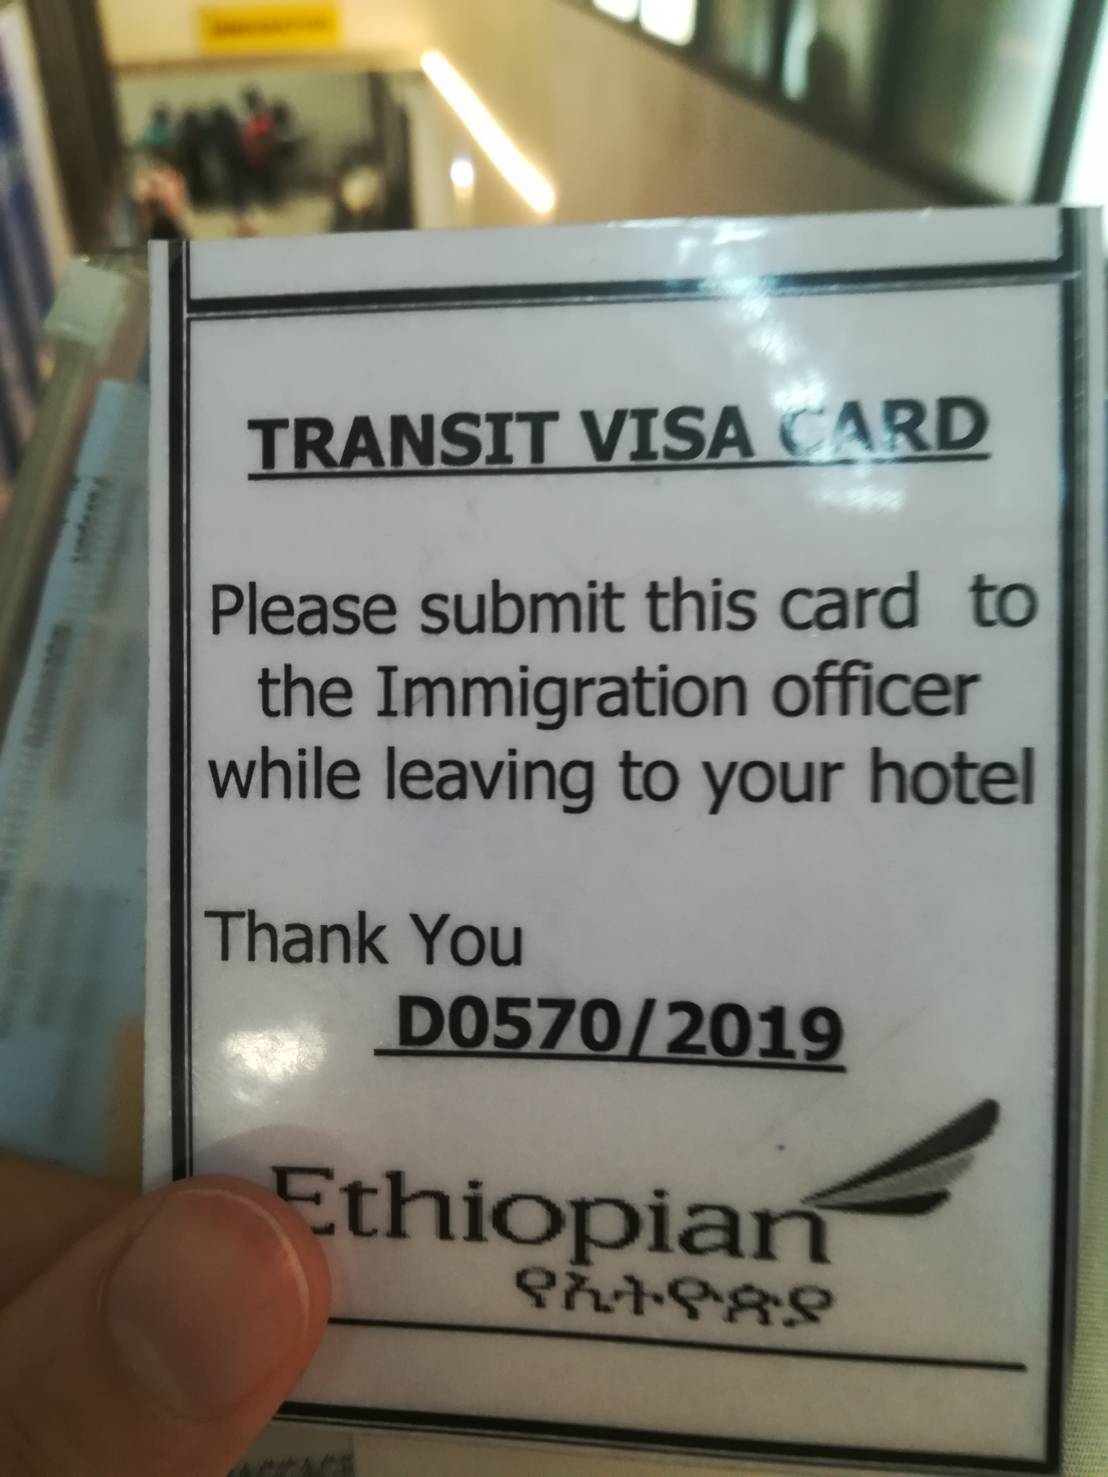 TRANSIT VISA CARD
Please submit this card to
the Immigration officer
while leaving to your hotel
Thank You
D0570/2019
Ethiopian
የኢትዮጵያ